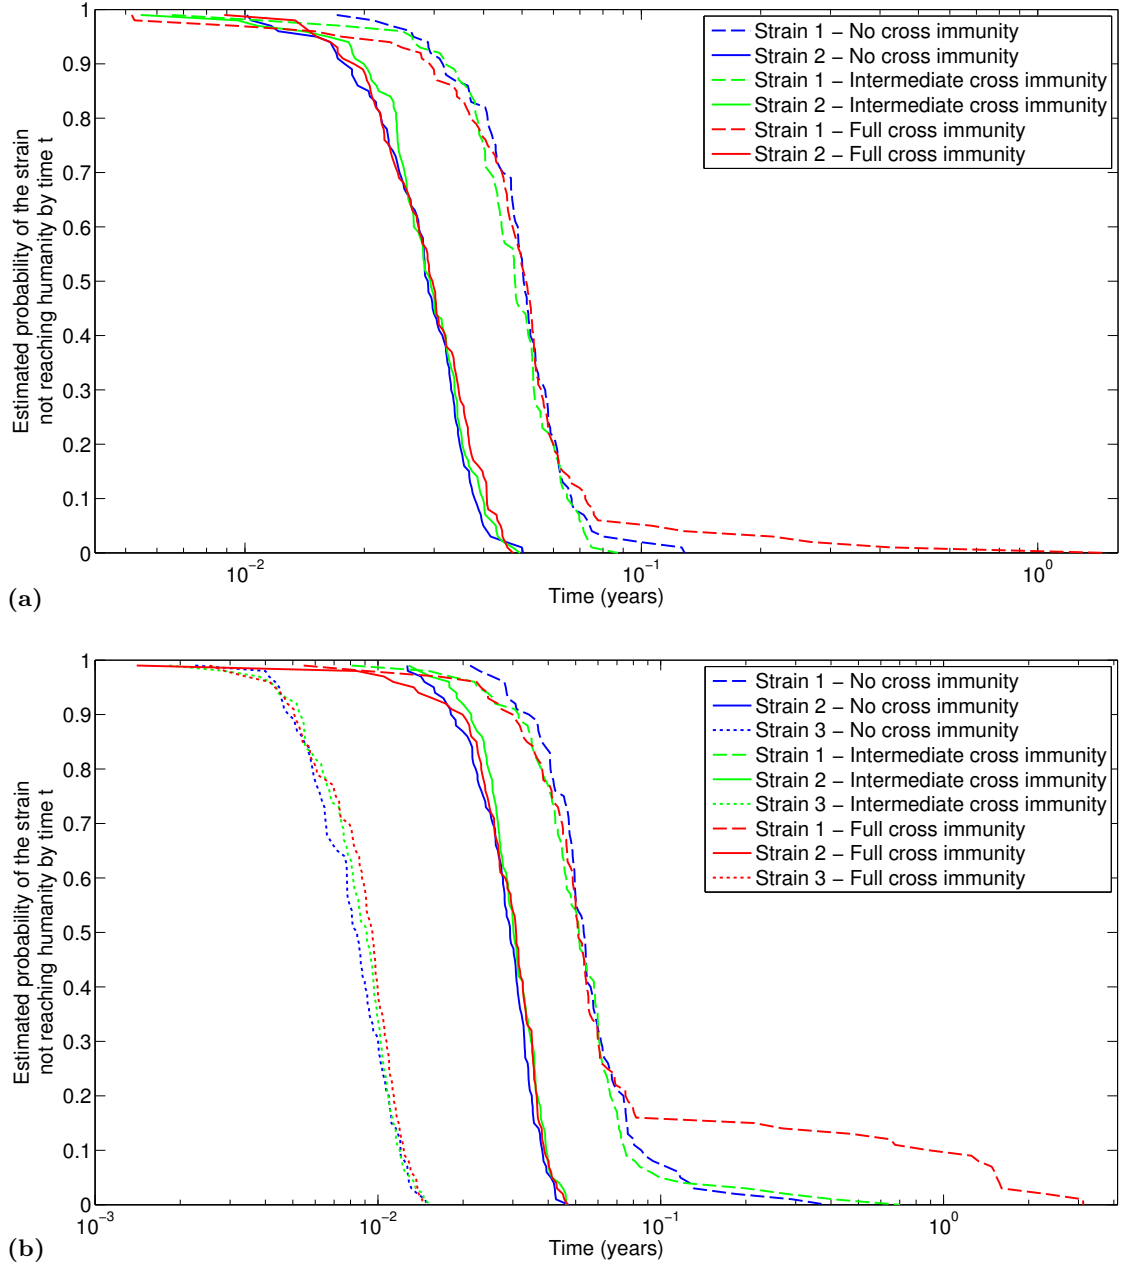 1
0.9
0.8
0.7
0.6
0.5
0.4
0.3
0.2
0.1
0
Estimated probability of the strain
not reaching humanity by time t
Strain 1 − No cross immunity
Strain 2 − No cross immunity
Strain 1 − Intermediate cross immunity
Strain 2 − Intermediate cross immunity
Strain 1 − Full cross immunity
Strain 2 − Full cross immunity
10⁻² 10⁻¹ 10⁰
Time (years)
(a)
1
0.9
0.8
0.7
0.6
0.5
0.4
0.3
0.2
0.1
0
Estimated probability of the strain
not reaching humanity by time t
Strain 1 − No cross immunity
Strain 2 − No cross immunity
Strain 3 − No cross immunity
Strain 1 − Intermediate cross immunity
Strain 2 − Intermediate cross immunity
Strain 3 − Intermediate cross immunity
Strain 1 − Full cross immunity
Strain 2 − Full cross immunity
Strain 3 − Full cross immunity
10⁻³ 10⁻² 10⁻¹ 10⁰
Time (years)
(b)